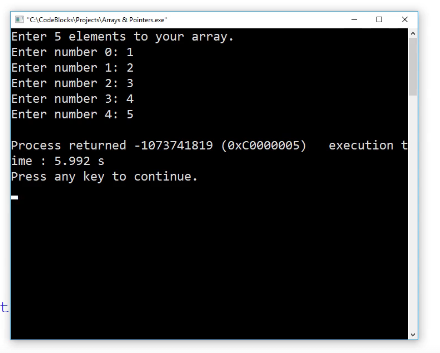 "C:\CodeBlocks\Projects\Arrays & Pointers.exe"
Enter 5 elements to your array.
Enter number 0: 1
Enter number 1: 2
Enter number 2: 3
Enter number 3: 4
Enter number 4: 5
Process returned -1073741819 (0xC0000005)   execution t
ime : 5.992 s
Press any key to continue.
t